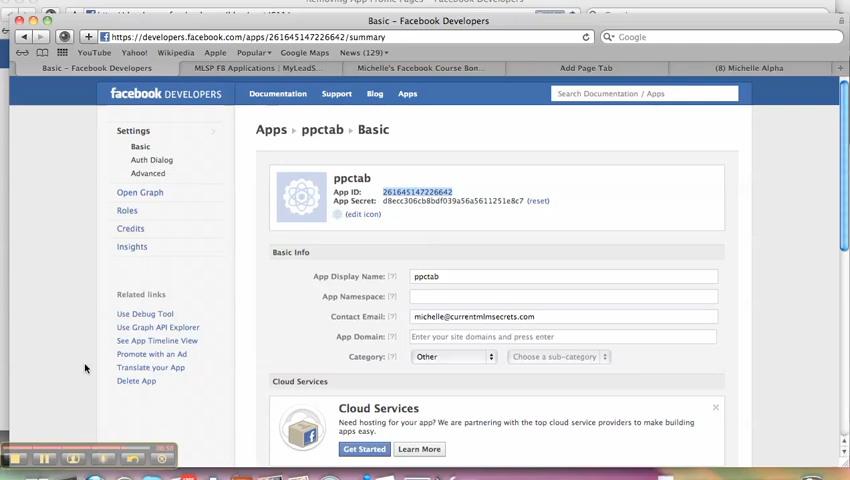 Removing App Profile Pages
Basic – Facebook Developers
https://developers.facebook.com/apps/261645147226642/summary
Google
YouTube Yahoo! Wikipedia Apple Popular Google Maps News (129)
Basic – Facebook Developers MLSP FB Applications | MyLeadS... Michelle's Facebook Course Bon... Add Page Tab (8) Michelle Alpha
facebook DEVELOPERS Documentation Support Blog Apps Search Documentation / Apps
Settings
Basic
Auth Dialog
Advanced
Open Graph
Roles
Credits
Insights
Related links
Use Debug Tool
Use Graph API Explorer
See App Timeline View
Promote with an Ad
Translate your App
Delete App
Apps ppctab Basic
ppctab
App ID: 261645147226642
App Secret: d8ecc306cb8bdf039a56a5611251e8c7 (reset)
(edit icon)
Basic Info
App Display Name: [?] ppctab
App Namespace: [?]
Contact Email: [?] michelle@currentmlmsecrets.com
App Domain: [?] Enter your site domains and press enter
Category: [?] Other Choose a sub-category
Cloud Services
Cloud Services
Need hosting for your app? We are partnering with the top cloud service providers to make building
apps easy.
Get Started Learn More